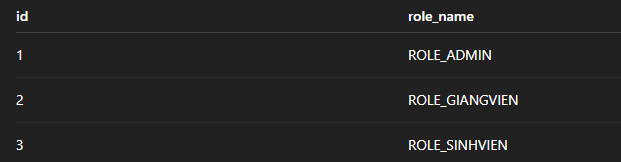 id role_name
1 ROLE_ADMIN
2 ROLE_GIANGVIEN
3 ROLE_SINHVIEN